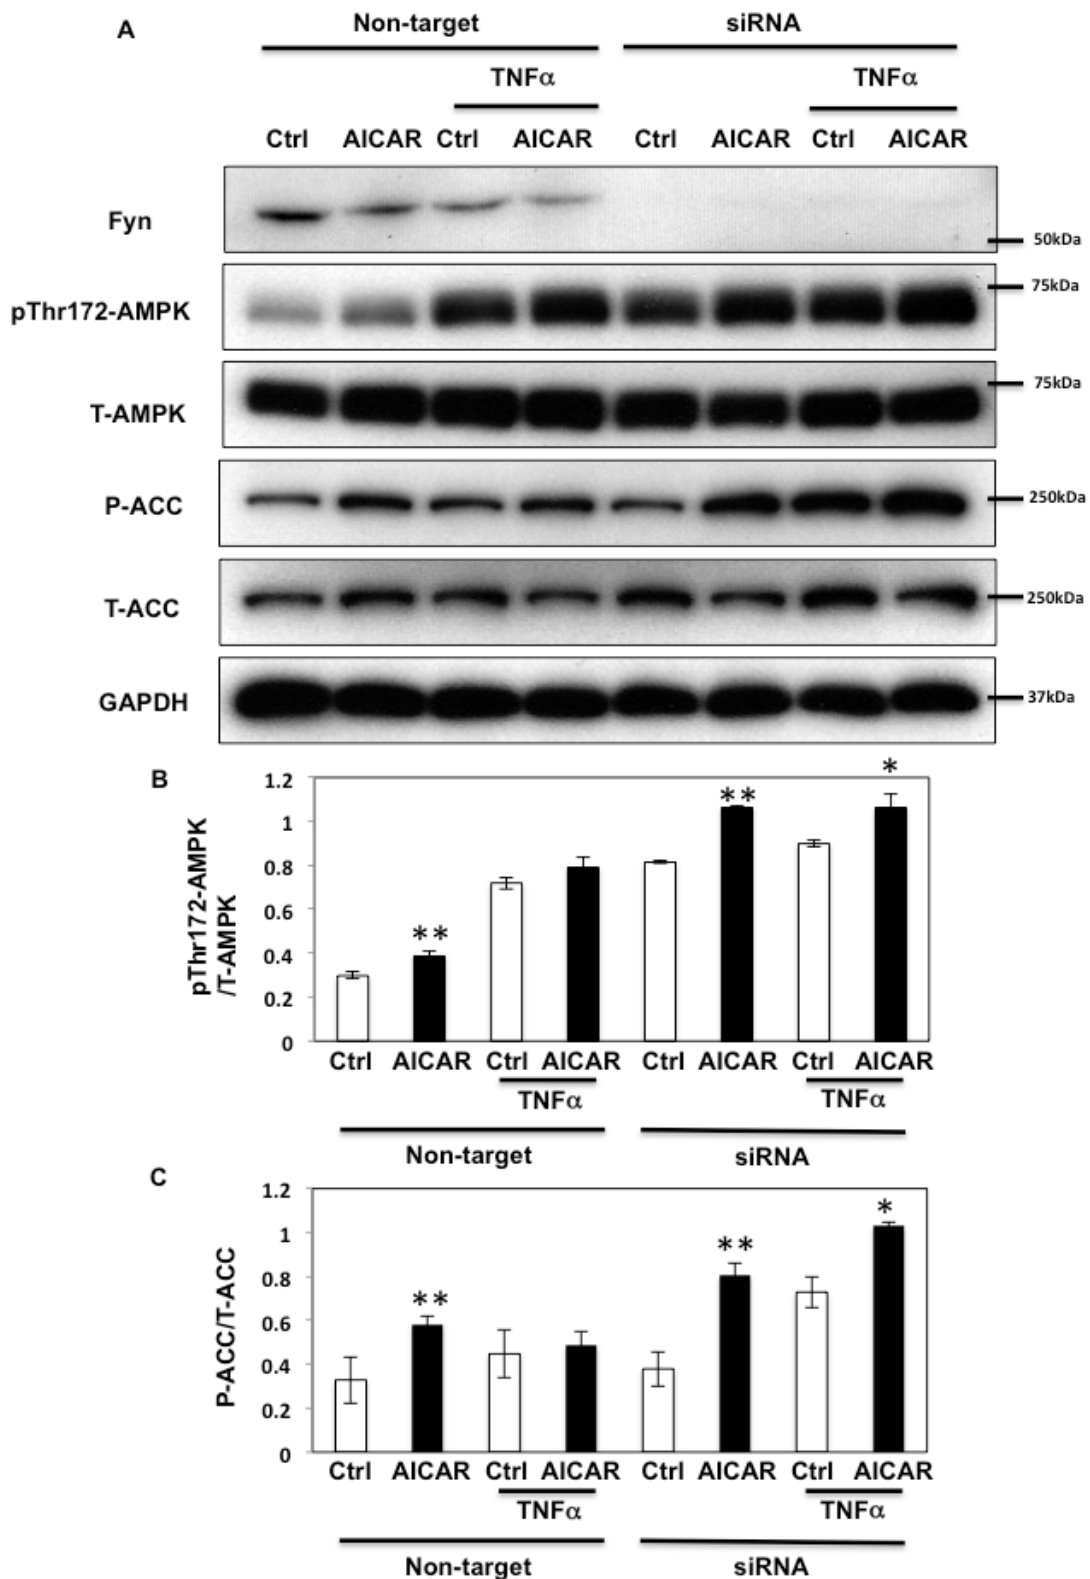 A
Non-target siRNA
TNFα TNFα
Ctrl AICAR Ctrl AICAR Ctrl AICAR Ctrl AICAR
Fyn
50kDa
75kDa
pThr172-AMPK
75kDa
T-AMPK
P-ACC
250kDa
T-ACC
250kDa
GAPDH
37kDa
B
pThr172-AMPK
/T-AMPK
1.2
1
0.8
0.6
0.4
0.2
0
** ** *
Ctrl AICAR Ctrl AICAR Ctrl AICAR Ctrl AICAR
TNFα TNFα
Non-target siRNA
C
P-ACC/T-ACC
1.2
1
0.8
0.6
0.4
0.2
0
** ** *
Ctrl AICAR Ctrl AICAR Ctrl AICAR Ctrl AICAR
TNFα TNFα
Non-target siRNA